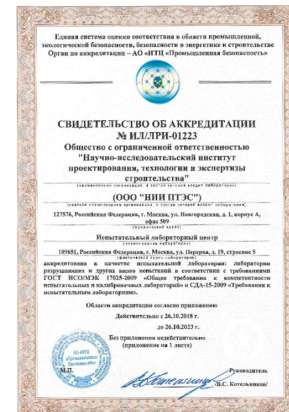 Единая система оценки соответствия в области промышленной,
экологической безопасности, безопасности в энергетике и строительстве
Орган по аккредитации – АО «ИТЦ «Промышленная безопасность»
СВИДЕТЕЛЬСТВО ОБ АККРЕДИТАЦИИ
№ ИЛ/ЛРИ-01223
Общество с ограниченной ответственностью
"Научно-исследовательский институт
проектирования, технологии и экспертизы
строительства"
(ООО "НИИ ПТЭС")
127576, Российская Федерация, г. Москва, ул. Новгородская, д. 1, корпус А,
офис 509
Испытательный лабораторный центр
109651, Российская Федерация, г. Москва, ул. Перерва, д. 19, строение 5
аккредитована в качестве испытательной лаборатории: лаборатории
разрушающих и других видов испытаний в соответствии с требованиями
ГОСТ ИСО/МЭК 17025-2009 «Общие требования к компетентности
испытательных и калибровочных лабораторий» и СДА-15-2009 «Требования к
испытательным лабораториям».
Области аккредитации согласно приложению
Действительно с 26.10.2018 г.
до 26.10.2023 г.
Без приложения недействительно
(приложение на 1 листе)
Руководитель
М.П.
/В.С. Котельников/